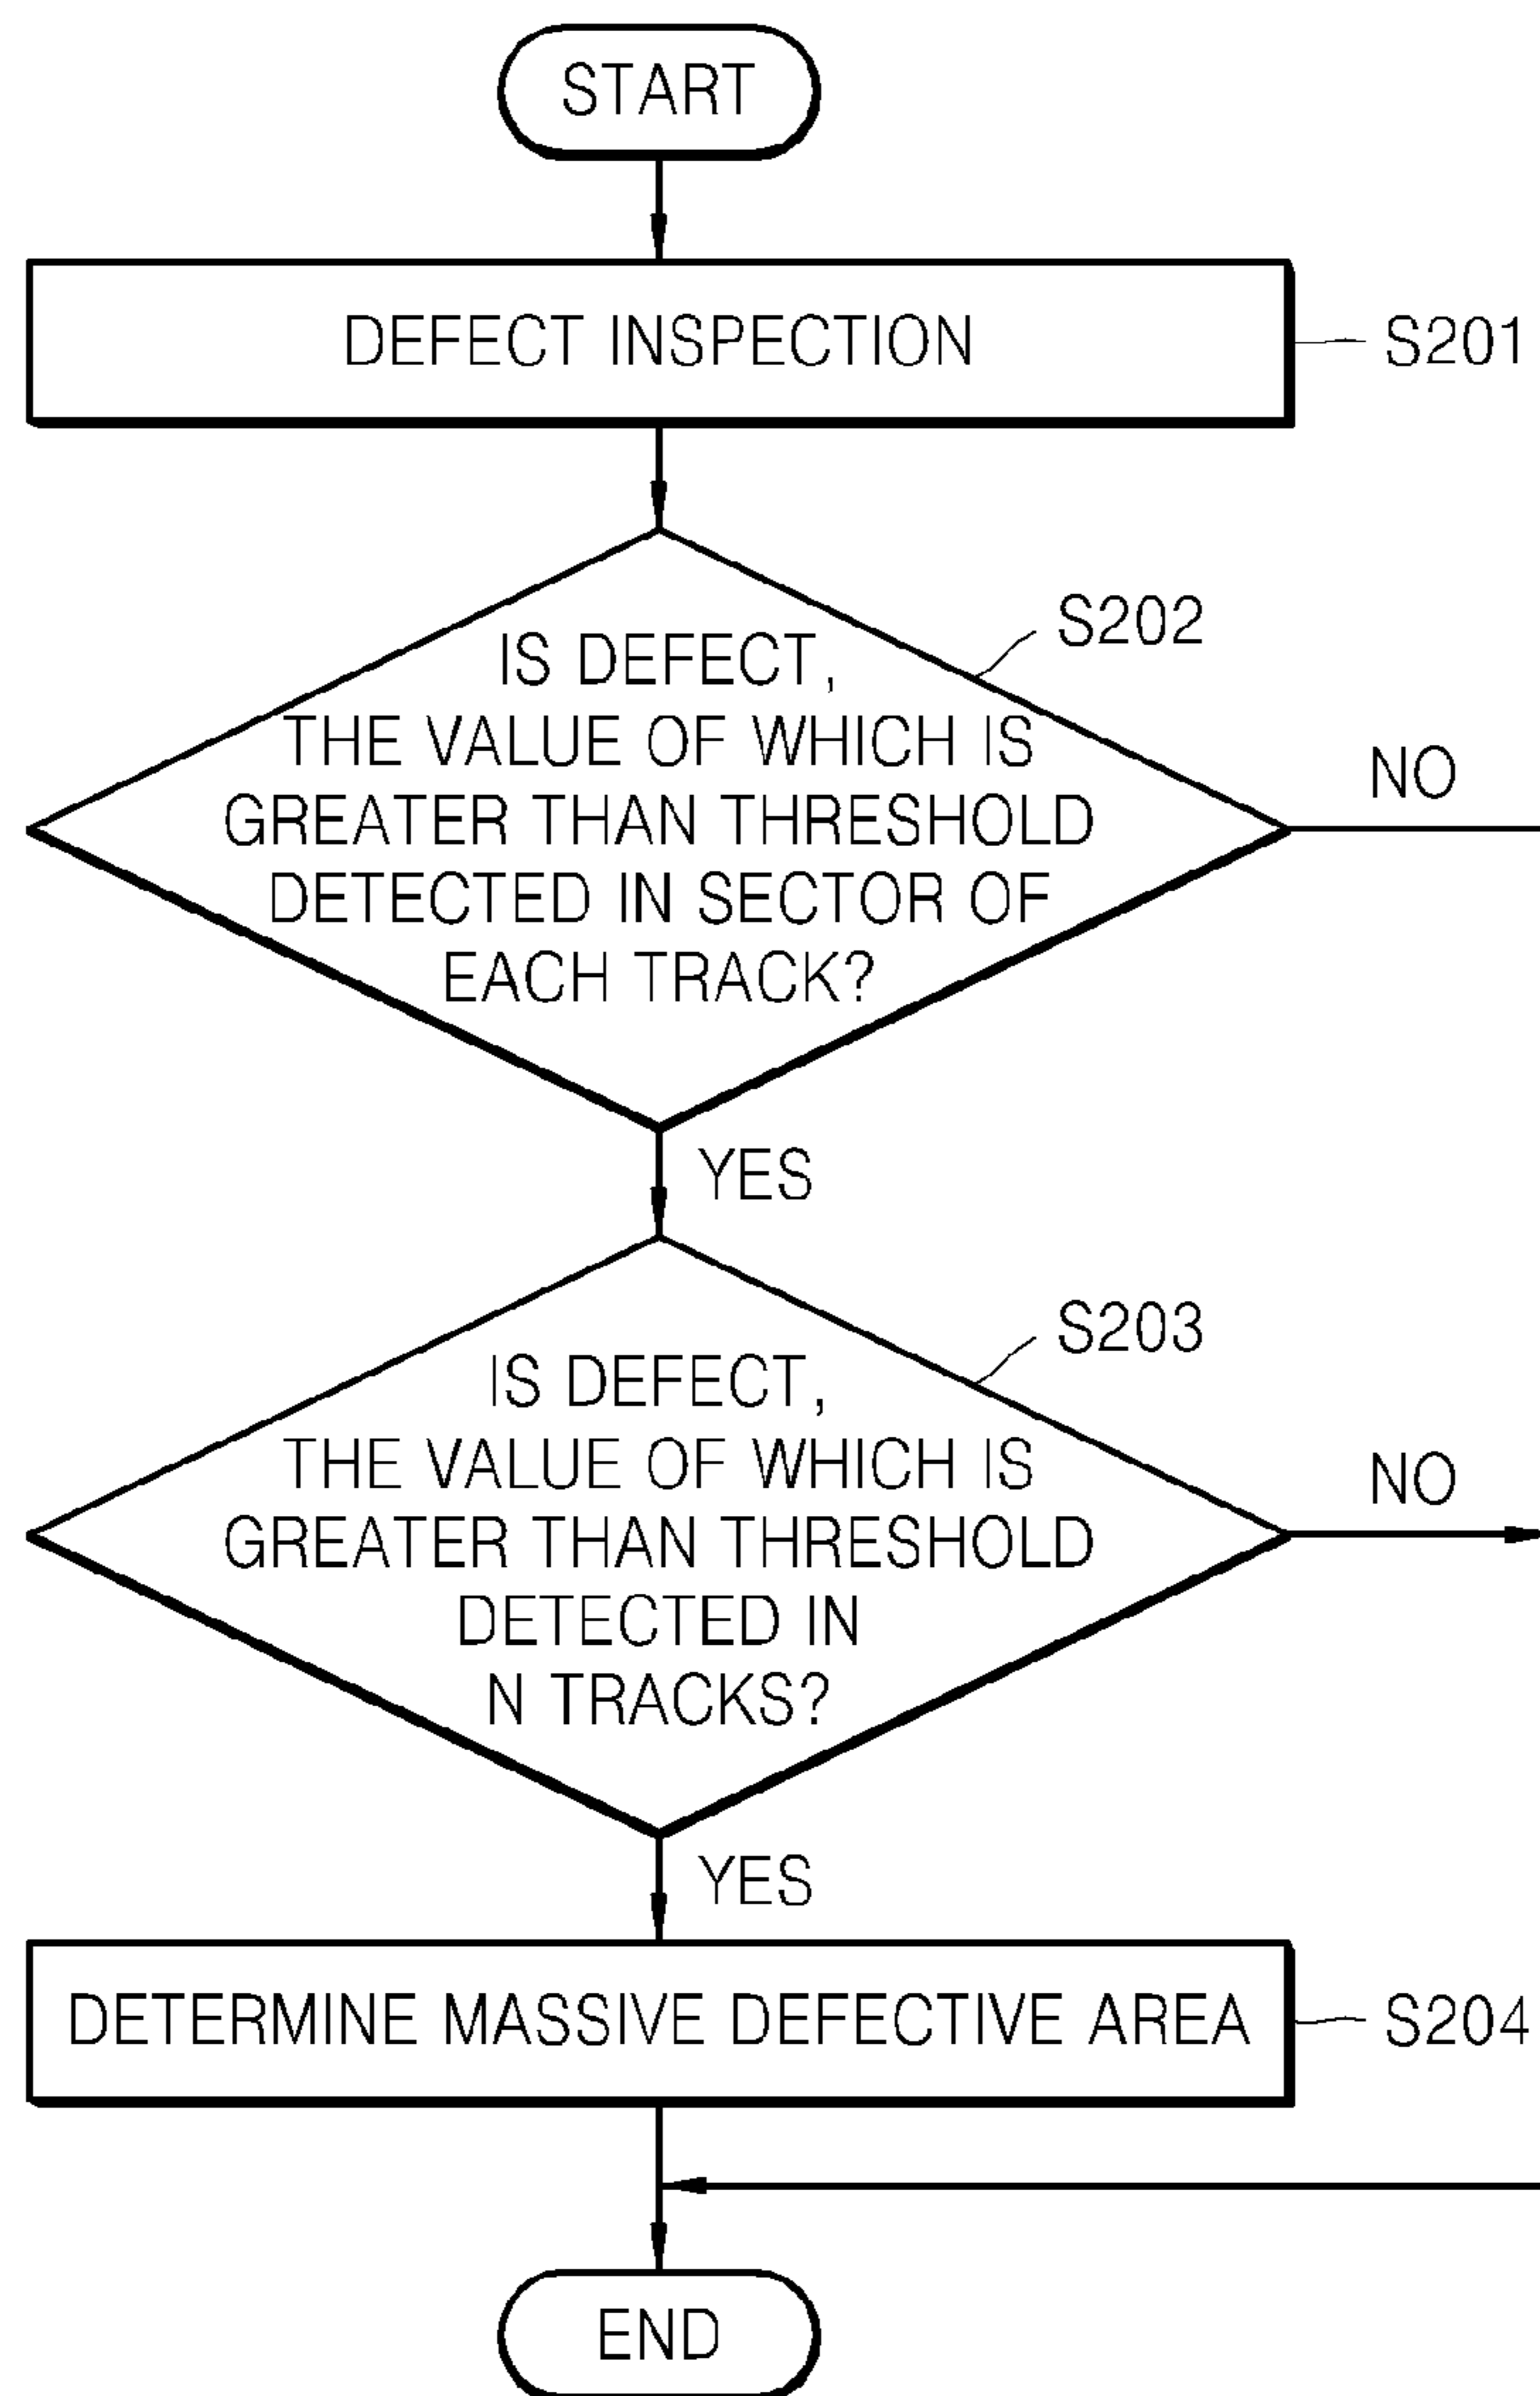 START
DEFECT INSPECTION
S201
S202
IS DEFECT,
THE VALUE OF WHICH IS
GREATER THAN THRESHOLD
DETECTED IN SECTOR OF
EACH TRACK?
NO
YES
S203
IS DEFECT,
THE VALUE OF WHICH IS
GREATER THAN THRESHOLD
DETECTED IN
N TRACKS?
NO
YES
DETERMINE MASSIVE DEFECTIVE AREA
S204
END